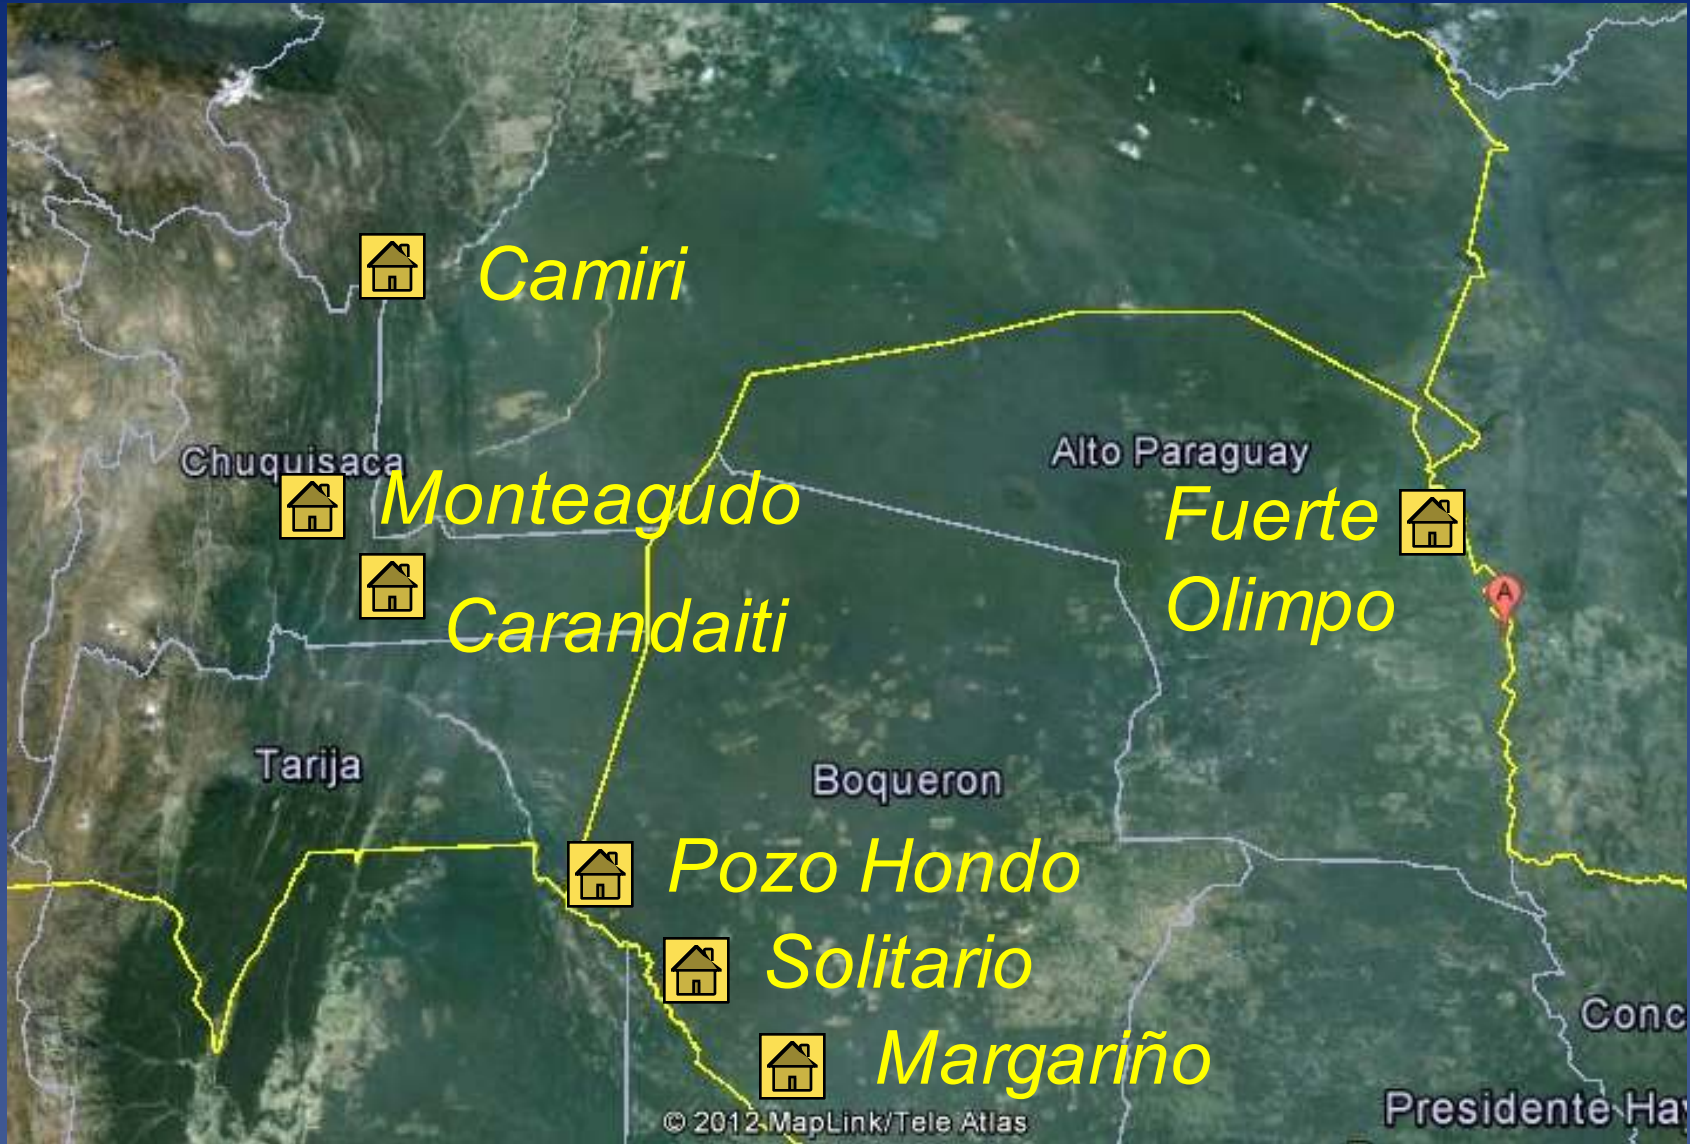 Camiri
Chuquisaca
Alto Paraguay
Monteagudo
Fuerte
Olimpo
A
Carandaiti
Tarija
Boqueron
Pozo Hondo
Solitario
Conc
Margariño
Presidente Hay
© 2012 MapLink/Tele Atlas